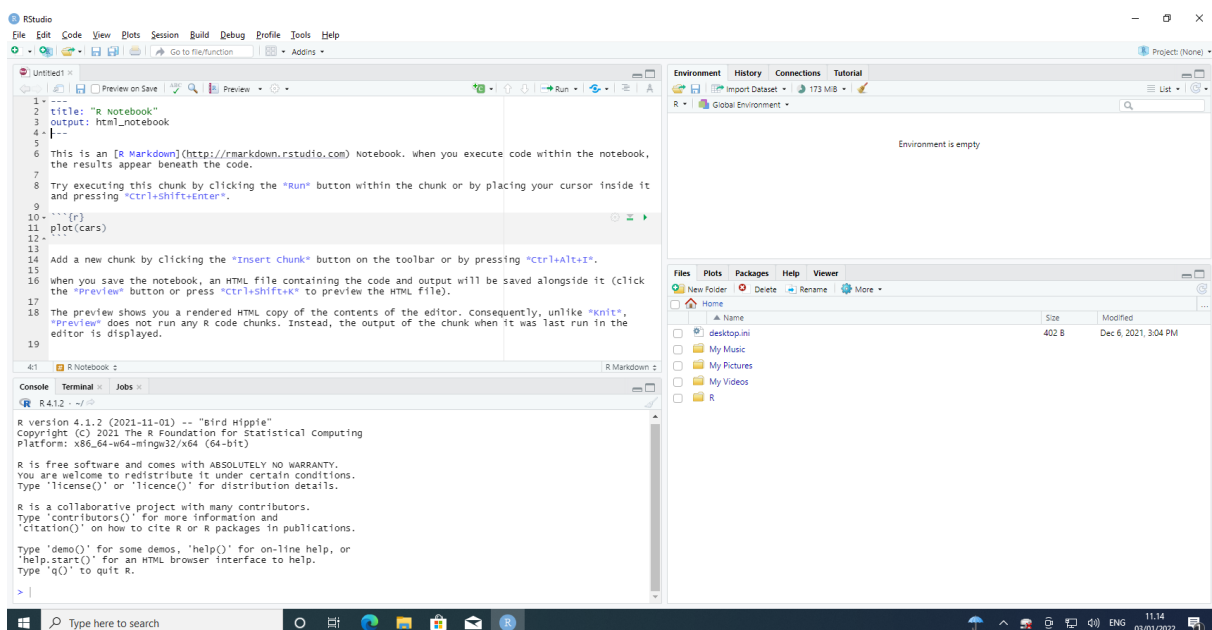 RStudio
File Edit Code View Plots Session Build Debug Profile Tools Help
Go to file/function Addins
Project: (None)
Untitled1
Preview on Save ABC Preview Run
1 ---
2 title: "R Notebook"
3 output: html_notebook
4 ---
5
6 This is an [R Markdown](http://rmarkdown.rstudio.com) Notebook. When you execute code within the notebook,
the results appear beneath the code.
7
8 Try executing this chunk by clicking the *Run* button within the chunk or by placing your cursor inside it
and pressing *Ctrl+Shift+Enter*.
9
10 ```{r}
11 plot(cars)
12 ```
13
14 Add a new chunk by clicking the *Insert Chunk* button on the toolbar or by pressing *Ctrl+Alt+I*.
15
16 When you save the notebook, an HTML file containing the code and output will be saved alongside it (click
the *Preview* button or press *Ctrl+Shift+K* to preview the HTML file).
17
18 The preview shows you a rendered HTML copy of the contents of the editor. Consequently, unlike *Knit*,
*Preview* does not run any R code chunks. Instead, the output of the chunk when it was last run in the
editor is displayed.
19
4:1 R Notebook R Markdown
Console Terminal Jobs
R 4.1.2 · ~/
R version 4.1.2 (2021-11-01) -- "Bird Hippie"
Copyright (C) 2021 The R Foundation for Statistical Computing
Platform: x86_64-w64-mingw32/x64 (64-bit)
R is free software and comes with ABSOLUTELY NO WARRANTY.
You are welcome to redistribute it under certain conditions.
Type 'license()' or 'licence()' for distribution details.
R is a collaborative project with many contributors.
Type 'contributors()' for more information and
'citation()' on how to cite R or R packages in publications.
Type 'demo()' for some demos, 'help()' for on-line help, or
'help.start()' for an HTML browser interface to help.
Type 'q()' to quit R.
>
Environment History Connections Tutorial
Import Dataset 173 MiB List
R Global Environment
Environment is empty
Files Plots Packages Help Viewer
New Folder Delete Rename More
Home
Name Size Modified
desktop.ini 402 B Dec 6, 2021, 3:04 PM
My Music
My Pictures
My Videos
R
Type here to search
ENG 11.14
03/01/2022